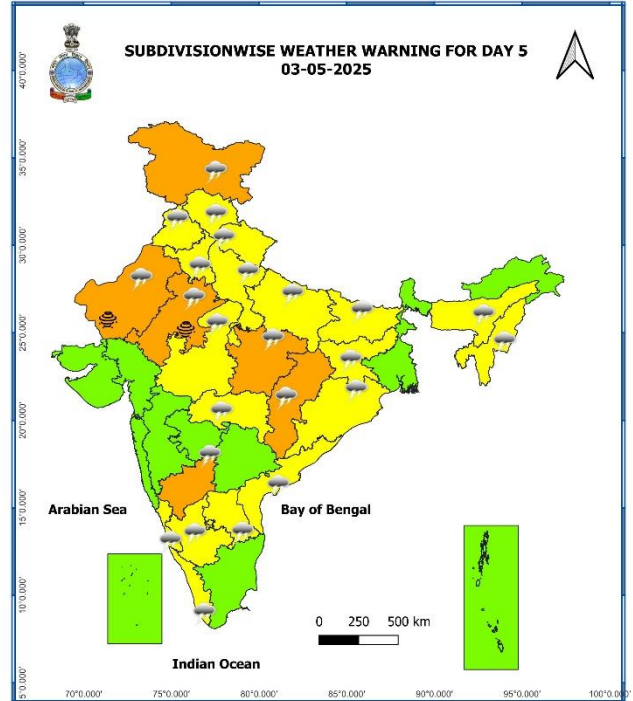 SUBDIVISIONWISE WEATHER WARNING FOR DAY 5
03-05-2025
40°0.000'
35°0.000'
30°0.000'
25°0.000'
20°0.000'
15°0.000'
10°0.000'
5°0.000'
Arabian Sea
Bay of Bengal
0 250 500 km
Indian Ocean
70°0.000' 75°0.000' 80°0.000' 85°0.000' 90°0.000' 95°0.000' 100°0.000'